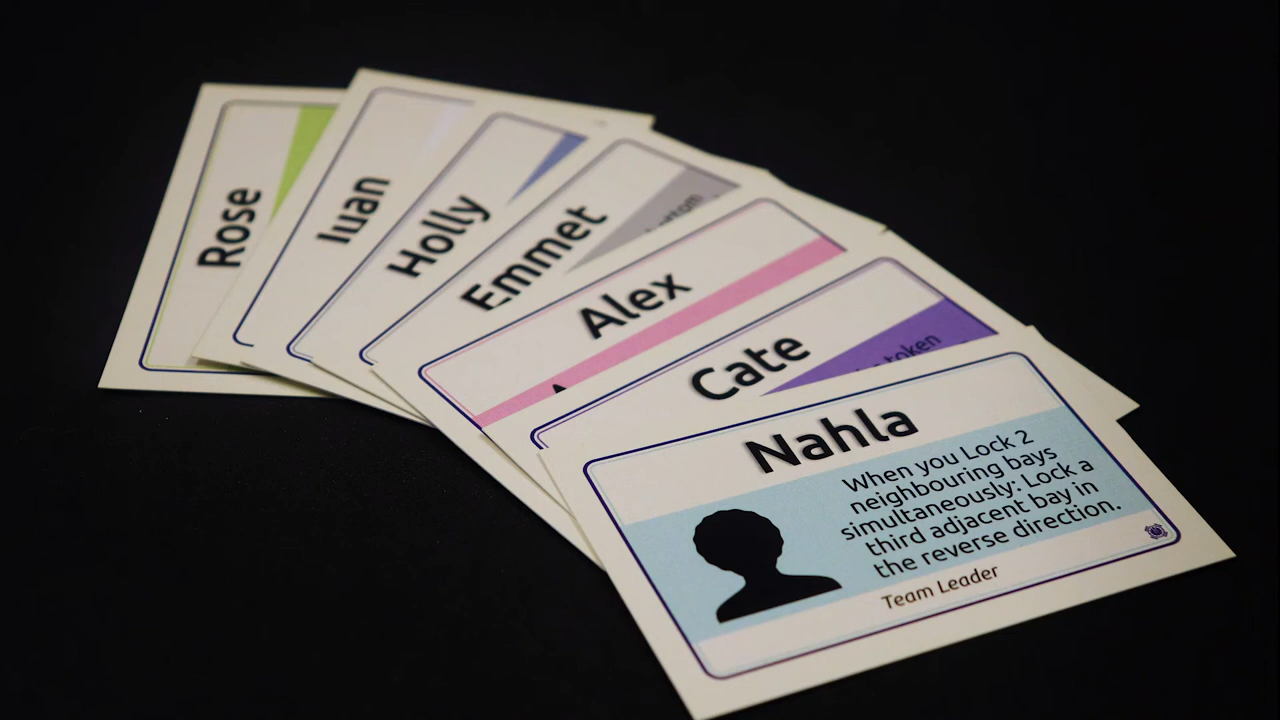 Rose
Iuan
Holly
Emmet
Alex
Cate
token
Nahla
When you Lock 2
neighbouring bays
simultaneously: Lock a
third adjacent bay in
the reverse direction.
Team Leader